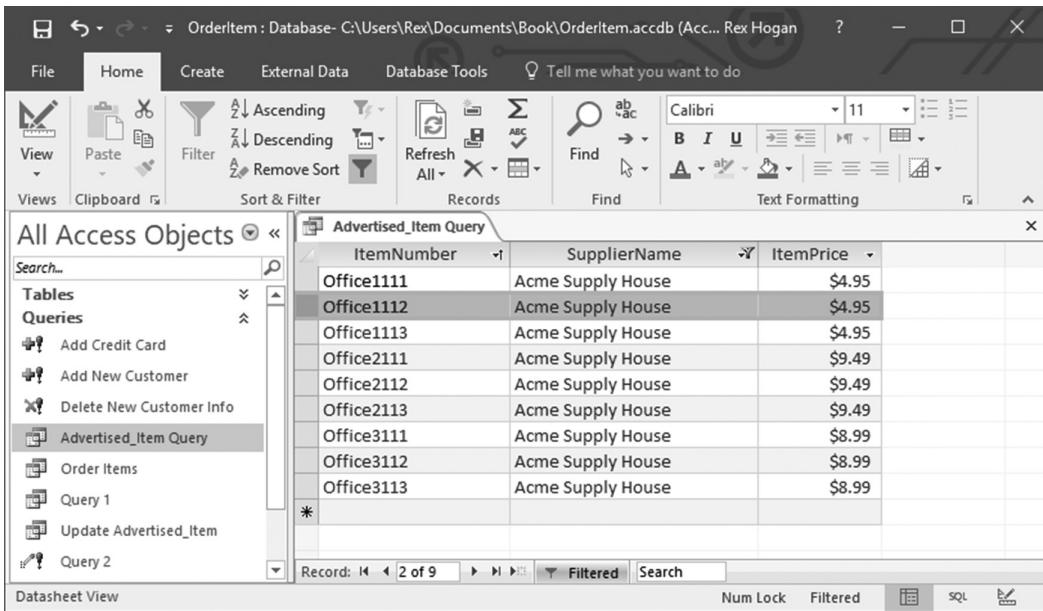 OrderItem : Database- C:\Users\Rex\Documents\Book\OrderItem.accdb (Acc... Rex Hogan ?
File Home Create External Data Database Tools Tell me what you want to do
View
Paste
Filter
Ascending
Descending
Remove Sort
Refresh
All
ABC
Find
ab
ac
Calibri 11
B I U
A ab A
Views Clipboard Sort & Filter Records Find Text Formatting
All Access Objects «
Search...
Tables
Queries
Add Credit Card
Add New Customer
Delete New Customer Info
Advertised_Item Query
Order Items
Query 1
Update Advertised_Item
Query 2
Advertised_Item Query
ItemNumber SupplierName ItemPrice
Office1111 Acme Supply House $4.95
Office1112 Acme Supply House $4.95
Office1113 Acme Supply House $4.95
Office2111 Acme Supply House $9.49
Office2112 Acme Supply House $9.49
Office2113 Acme Supply House $9.49
Office3111 Acme Supply House $8.99
Office3112 Acme Supply House $8.99
Office3113 Acme Supply House $8.99
*
Record: 2 of 9 Filtered Search
Datasheet View Num Lock Filtered SQL